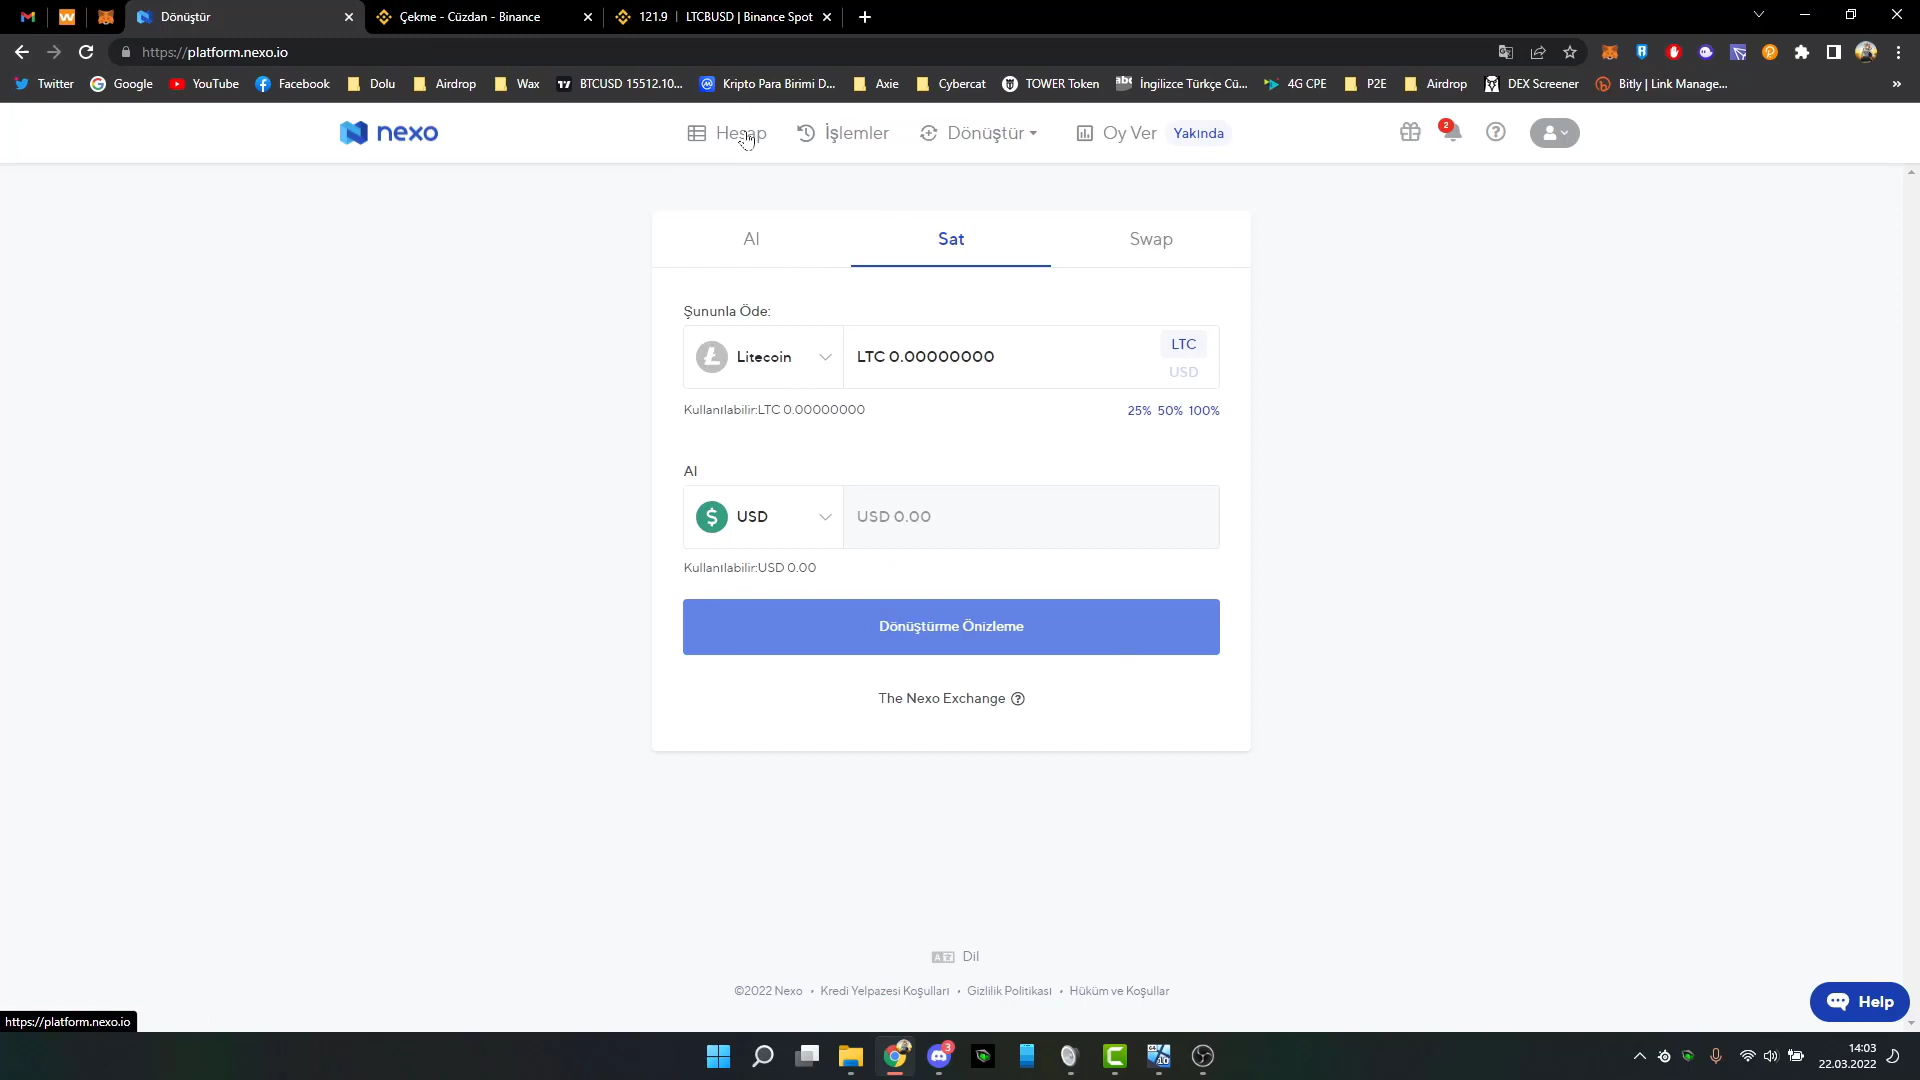 Dönüştür
Çekme - Cüzdan - Binance
121.9 | LTCBUSD | Binance Spot
https://platform.nexo.io
Twitter
Google
YouTube
Facebook
Dolu
Airdrop
Wax
BTCUSD 15512.10...
Kripto Para Birimi D...
Axie
Cybercat
TOWER Token
İngilizce Türkçe Cü...
4G CPE
P2E
Airdrop
DEX Screener
Bitly | Link Manage...
»
nexo
Hesap
İşlemler
Dönüştür
Oy Ver
Yakında
2
Al
Sat
Swap
Şununla Öde:
Litecoin
LTC 0.00000000
LTC
USD
Kullanılabilir:LTC 0.00000000
25% 50% 100%
Al
USD
USD 0.00
Kullanılabilir:USD 0.00
Dönüştürme Önizleme
The Nexo Exchange
Dil
©2022 Nexo • Kredi Yelpazesi Koşulları • Gizlilik Politikası • Hüküm ve Koşullar
Help
https://platform.nexo.io
3
14:03
22.03.2022